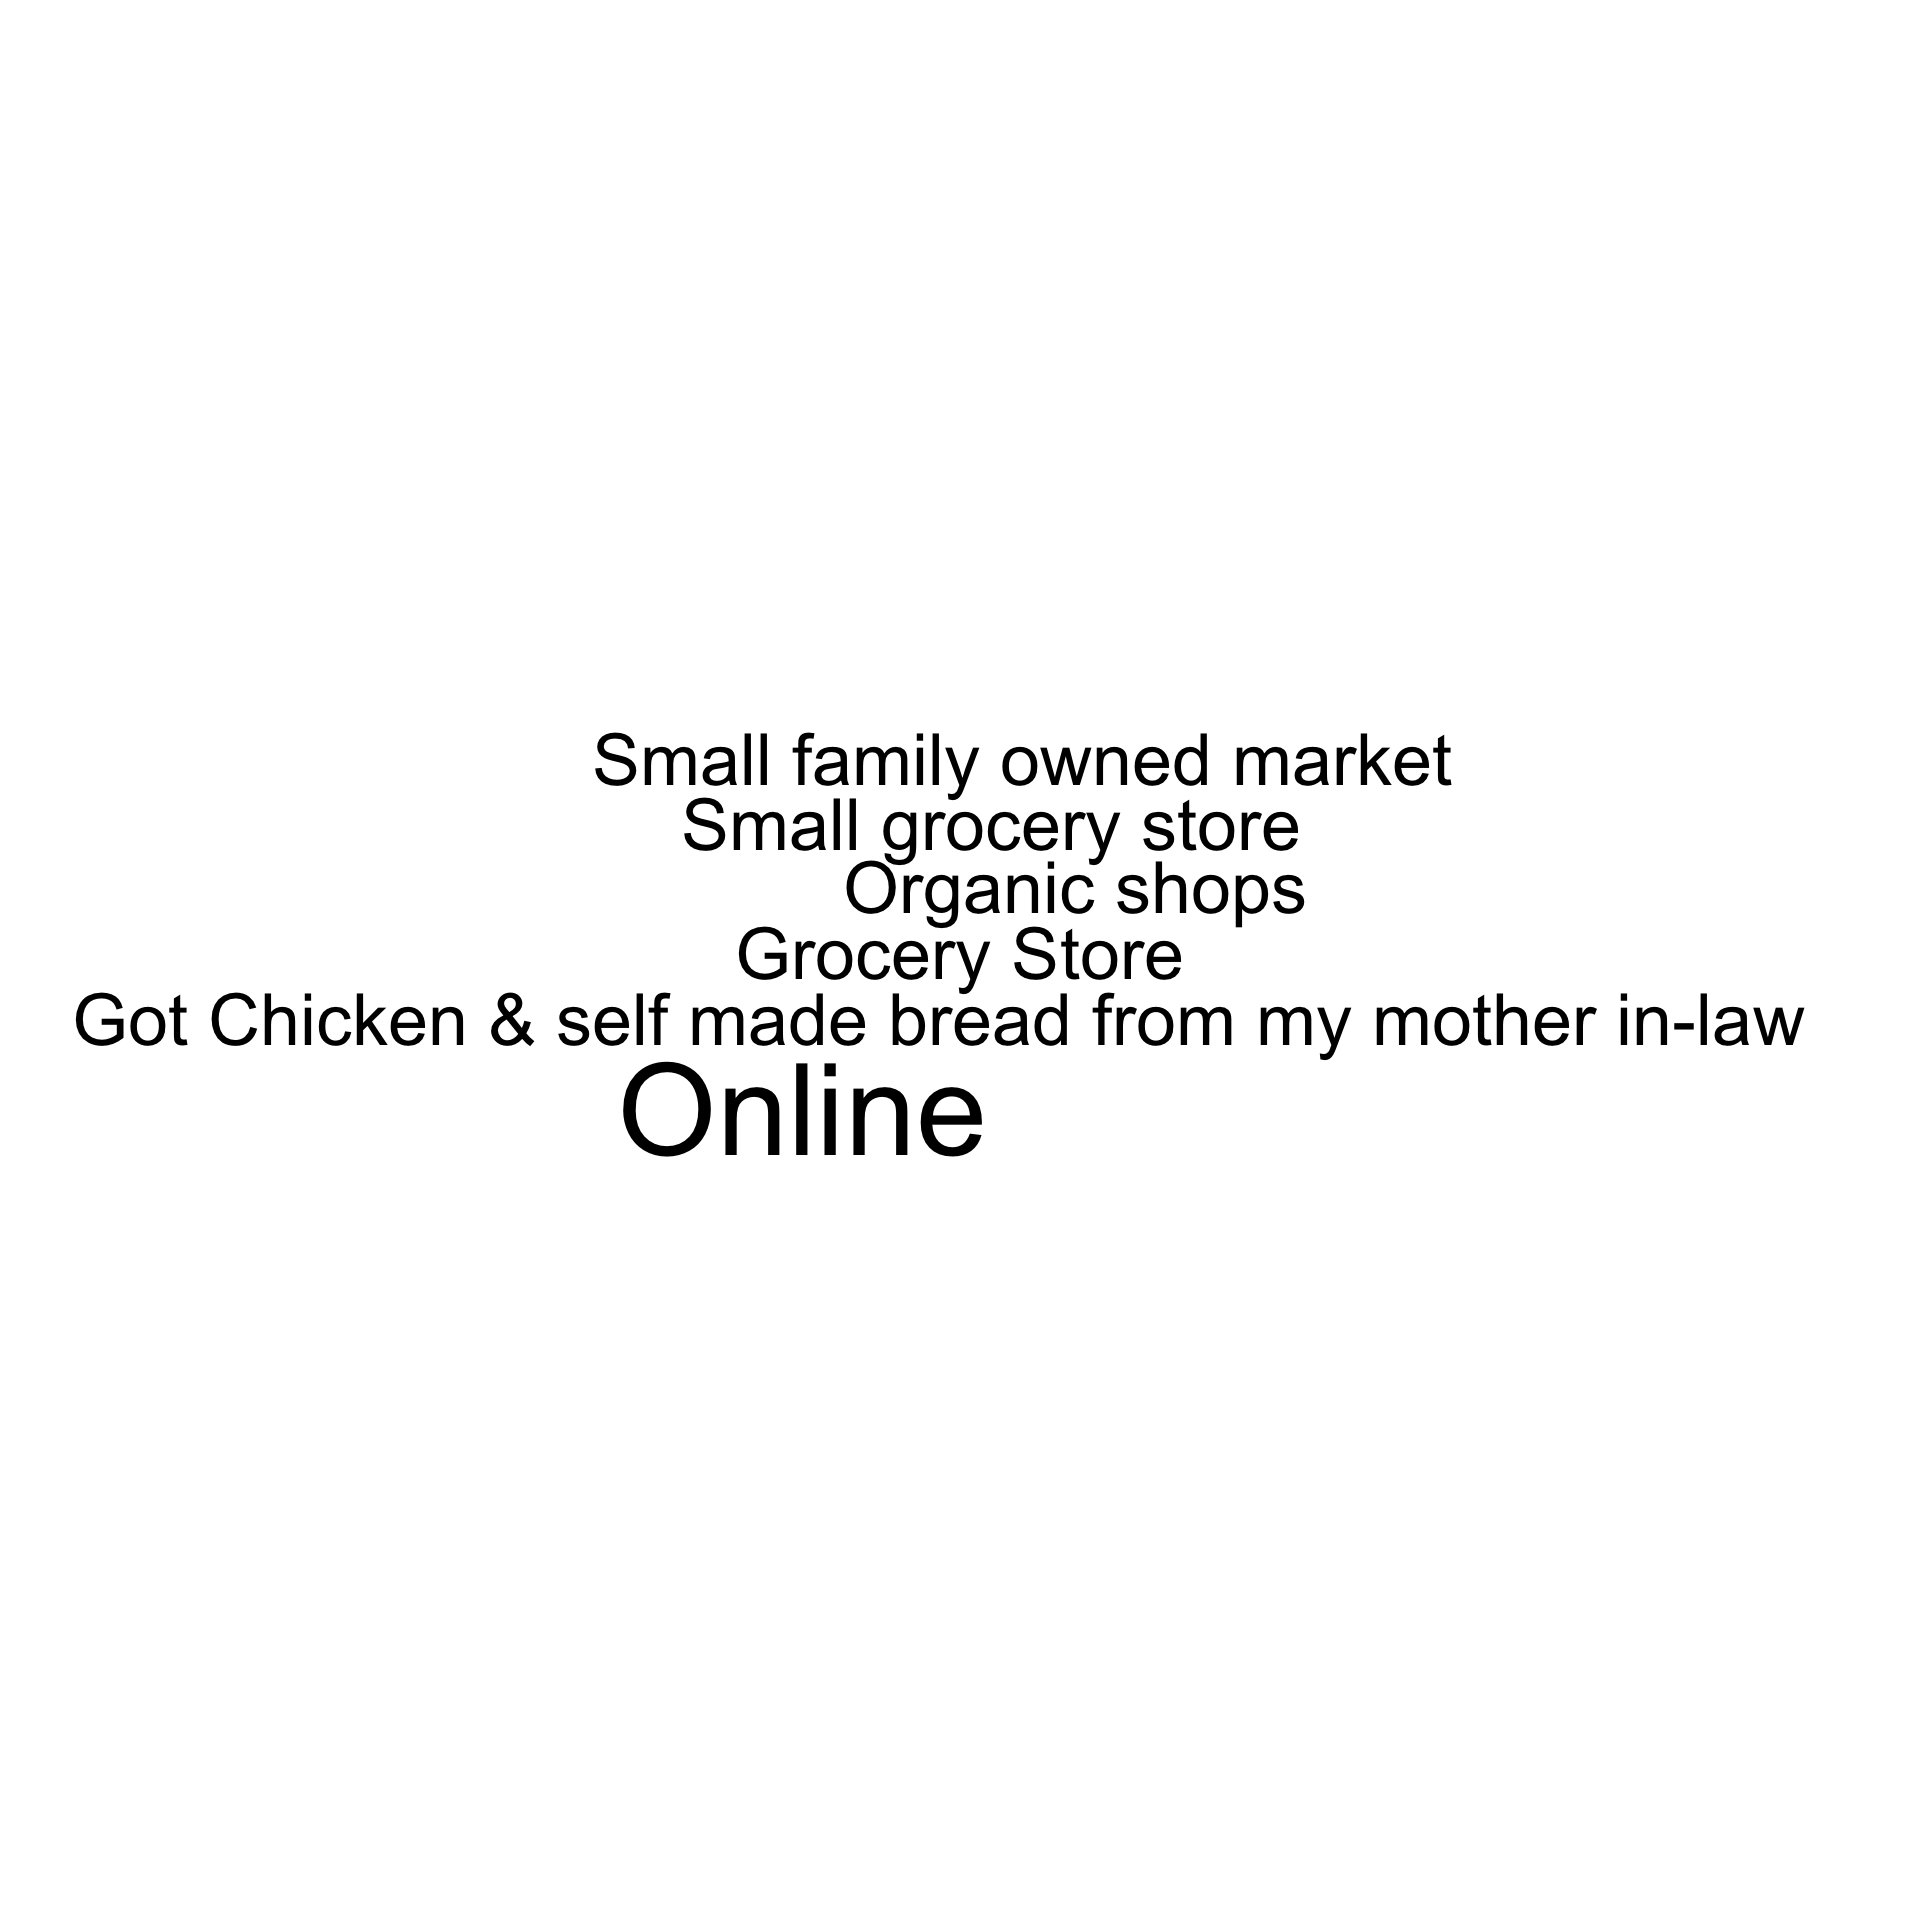 Small family owned market
Small grocery store
Organic shops
Grocery Store
Got Chicken & self made bread from my mother in-law
Online